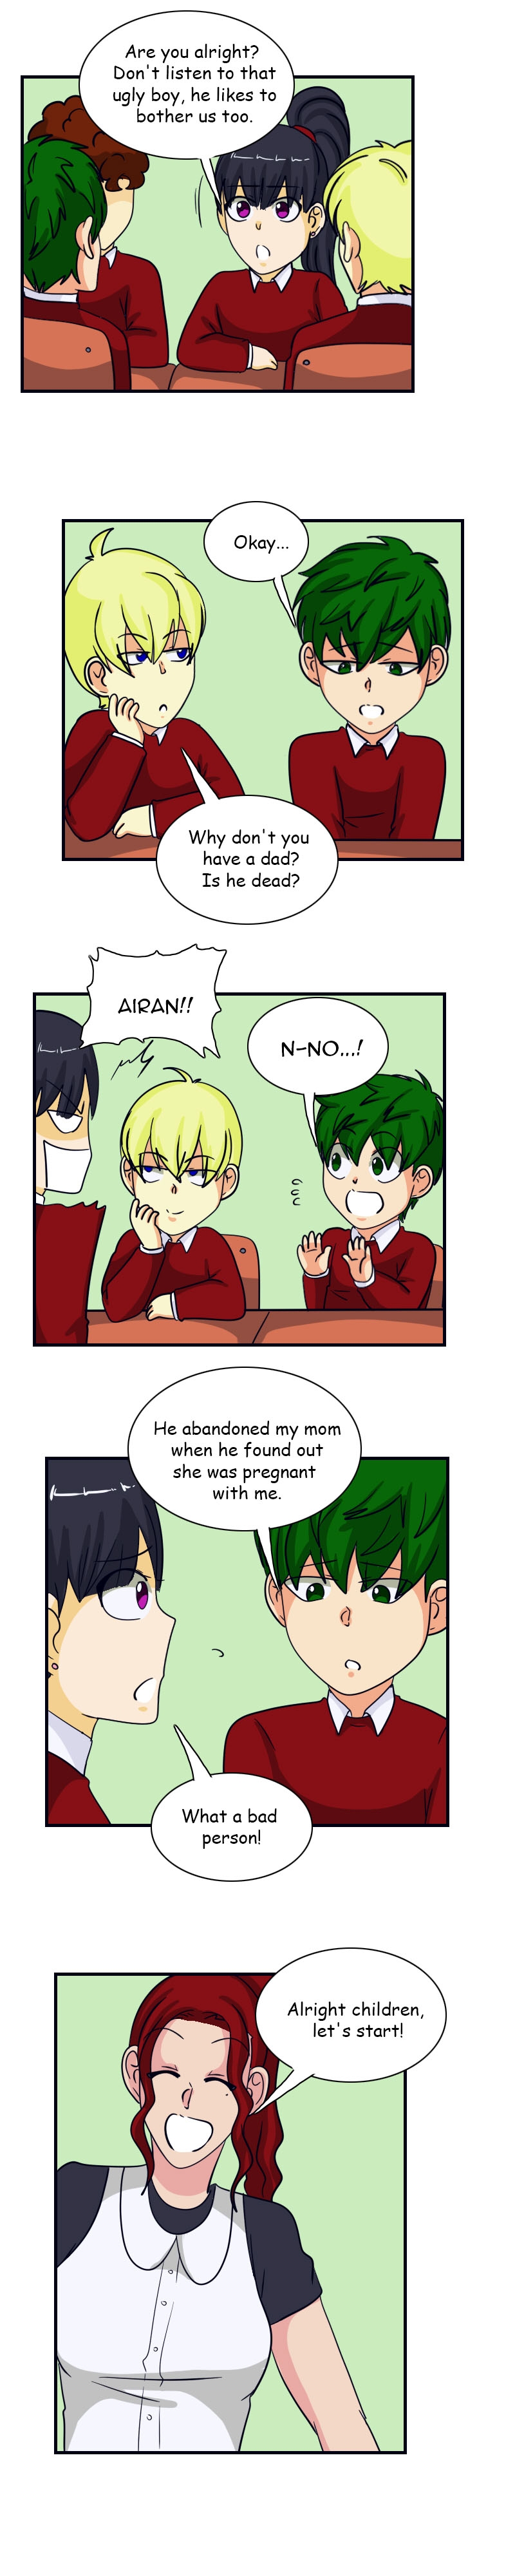 Are you alright?
Don't listen to that
ugly boy, he likes to
bother us too.
Okay...
Why don't you
have a dad?
Is he dead?
AIRAN!!
N-NO...!
He abandoned my mom
when he found out
she was pregnant
with me.
What a bad
person!
Alright children,
let's start!